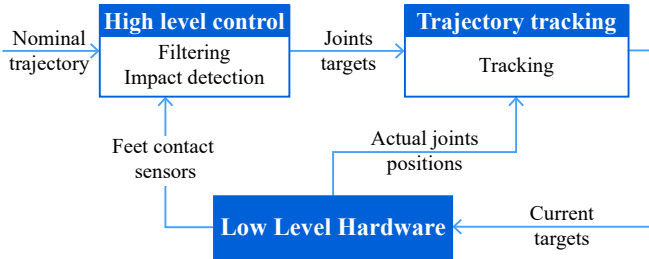 High level control
Filtering
Impact detection
Nominal
trajectory
Joints
targets
Trajectory tracking
Tracking
Feet contact
sensors
Actual joints
positions
Low Level Hardware
Current
targets